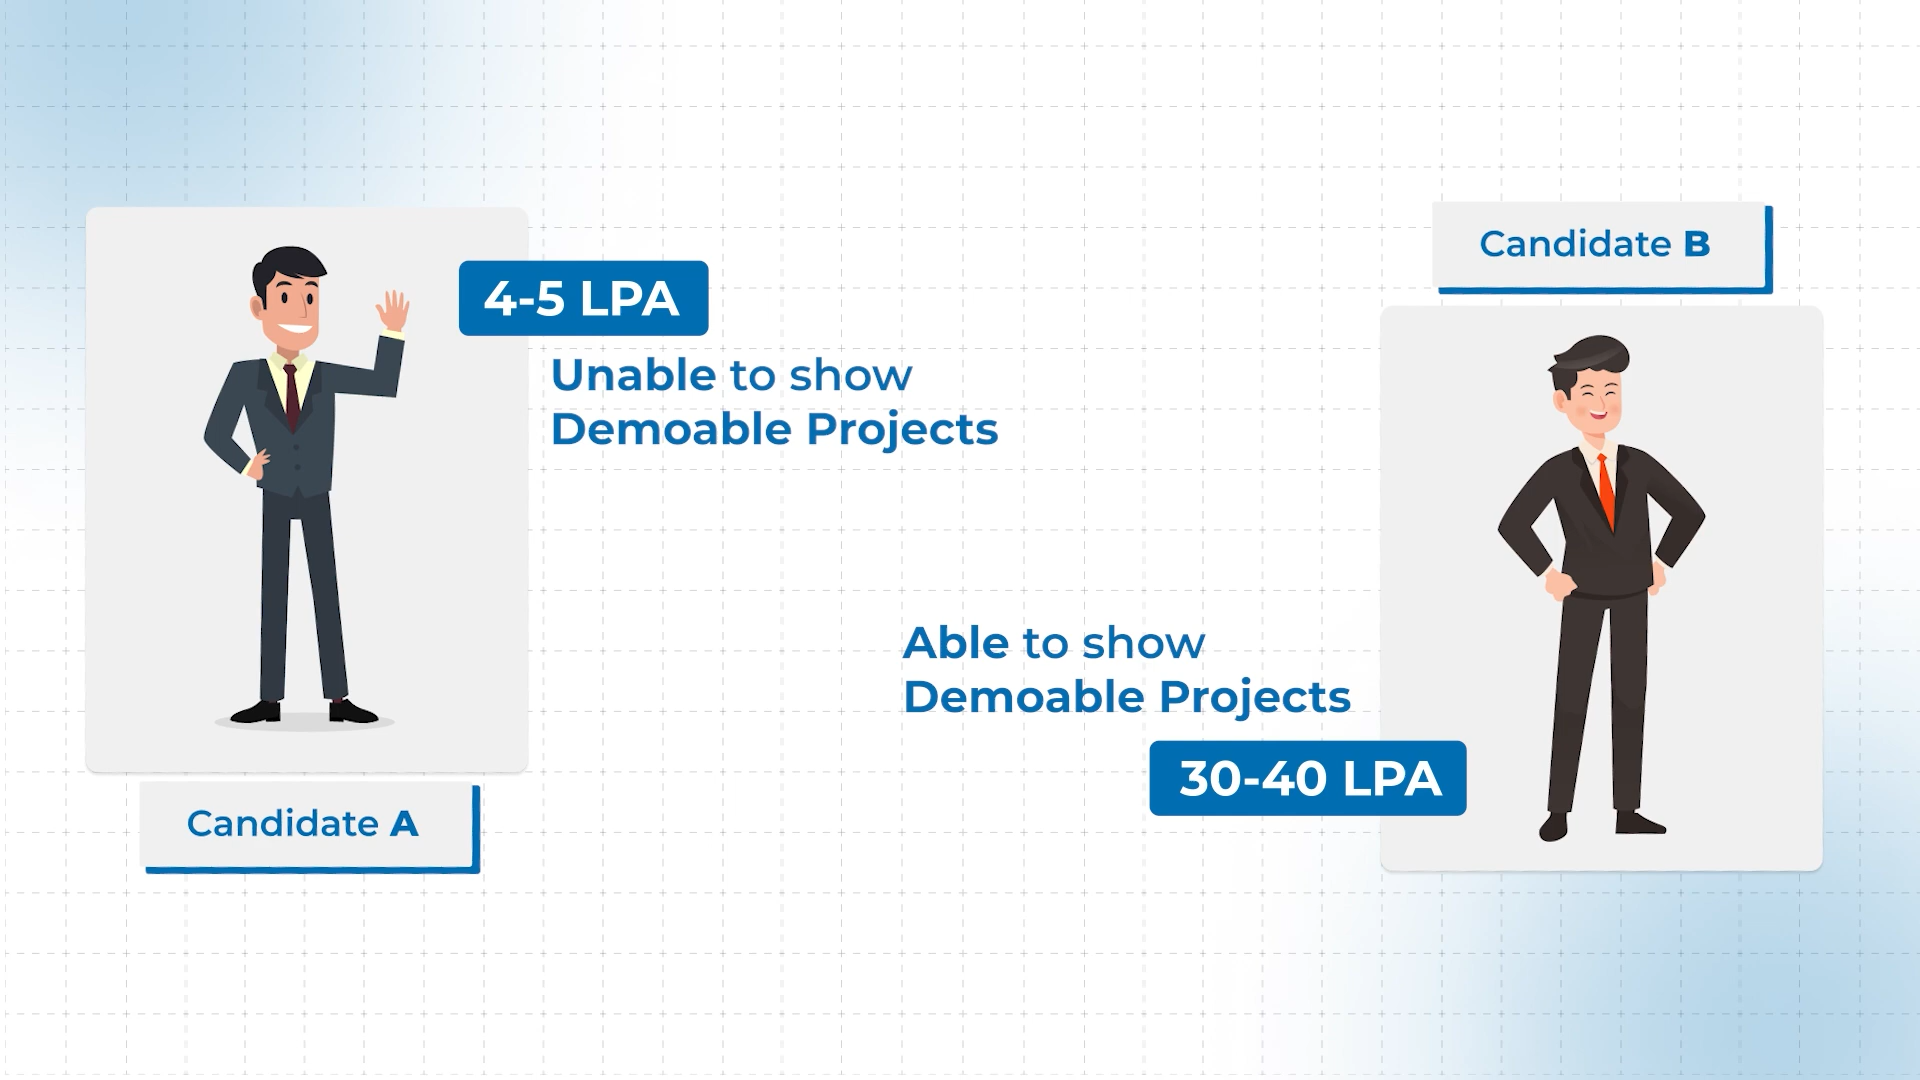 4-5 LPA
Unable to show
Demoable Projects
Candidate A
Candidate B
Able to show
Demoable Projects
30-40 LPA